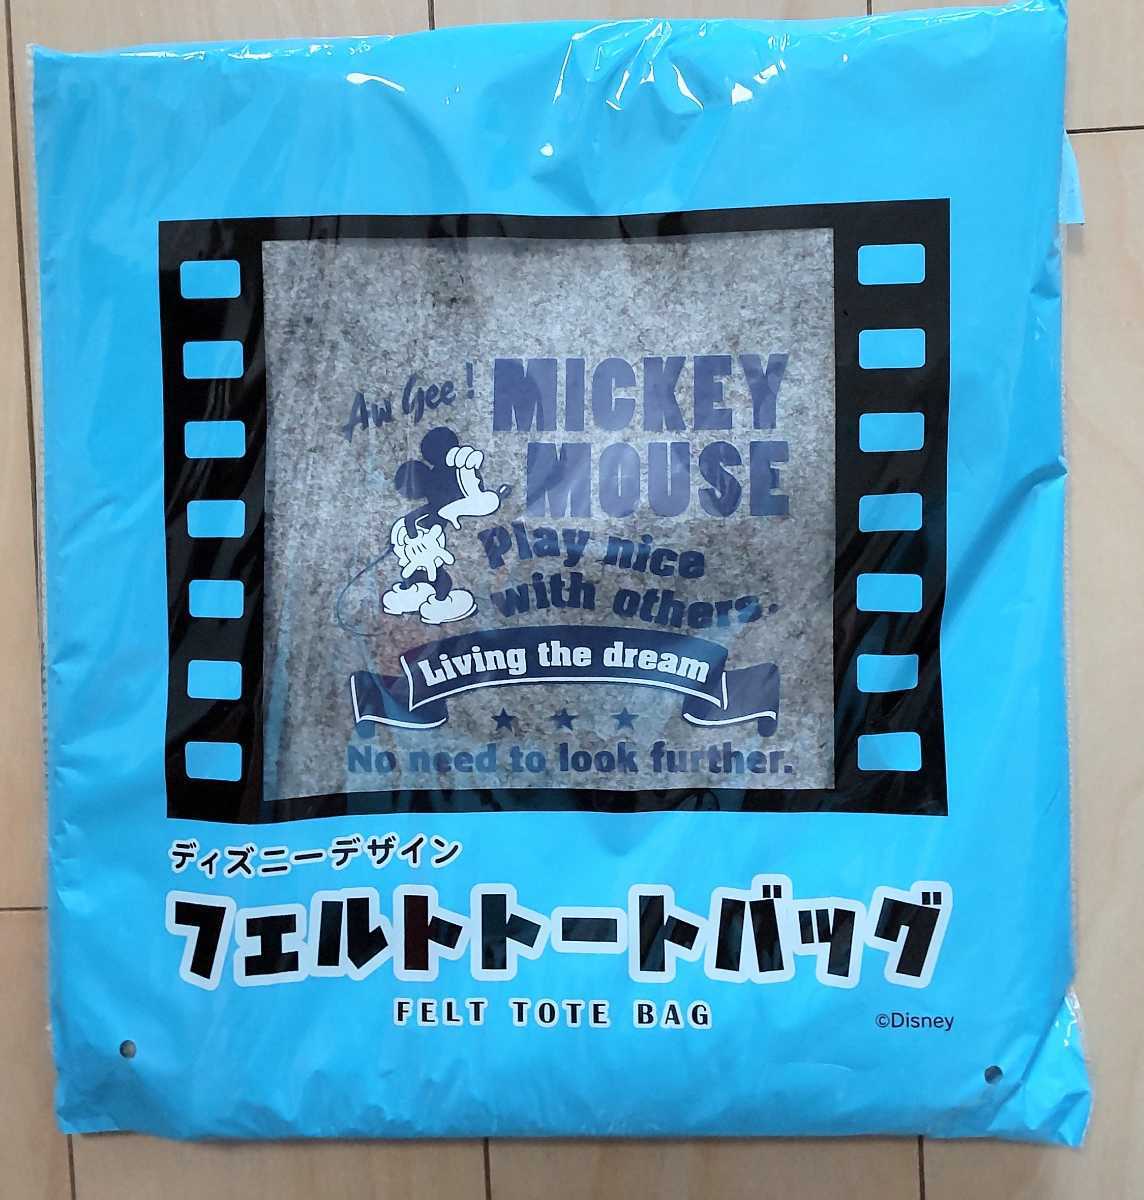 Aw Gee!
MICKEY
MOUSE
Play nice
with others.
Living the dream
No need to look further.
ディズニーデザイン
フェルトトートバッグ
FELT TOTE BAG
©Disney